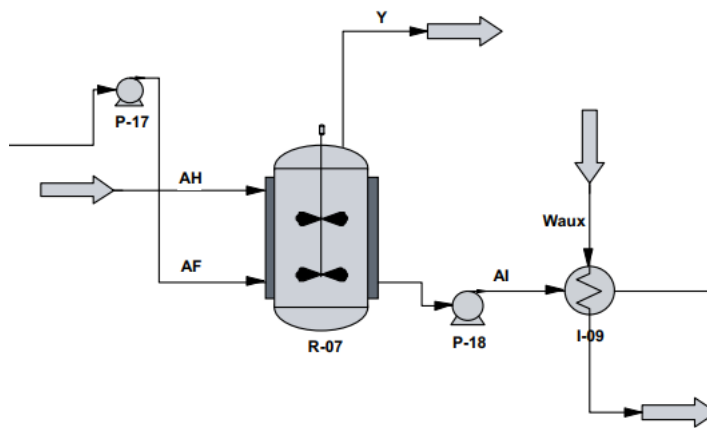 Y
P-17
AH
Waux
AF
AI
R-07
P-18
I-09